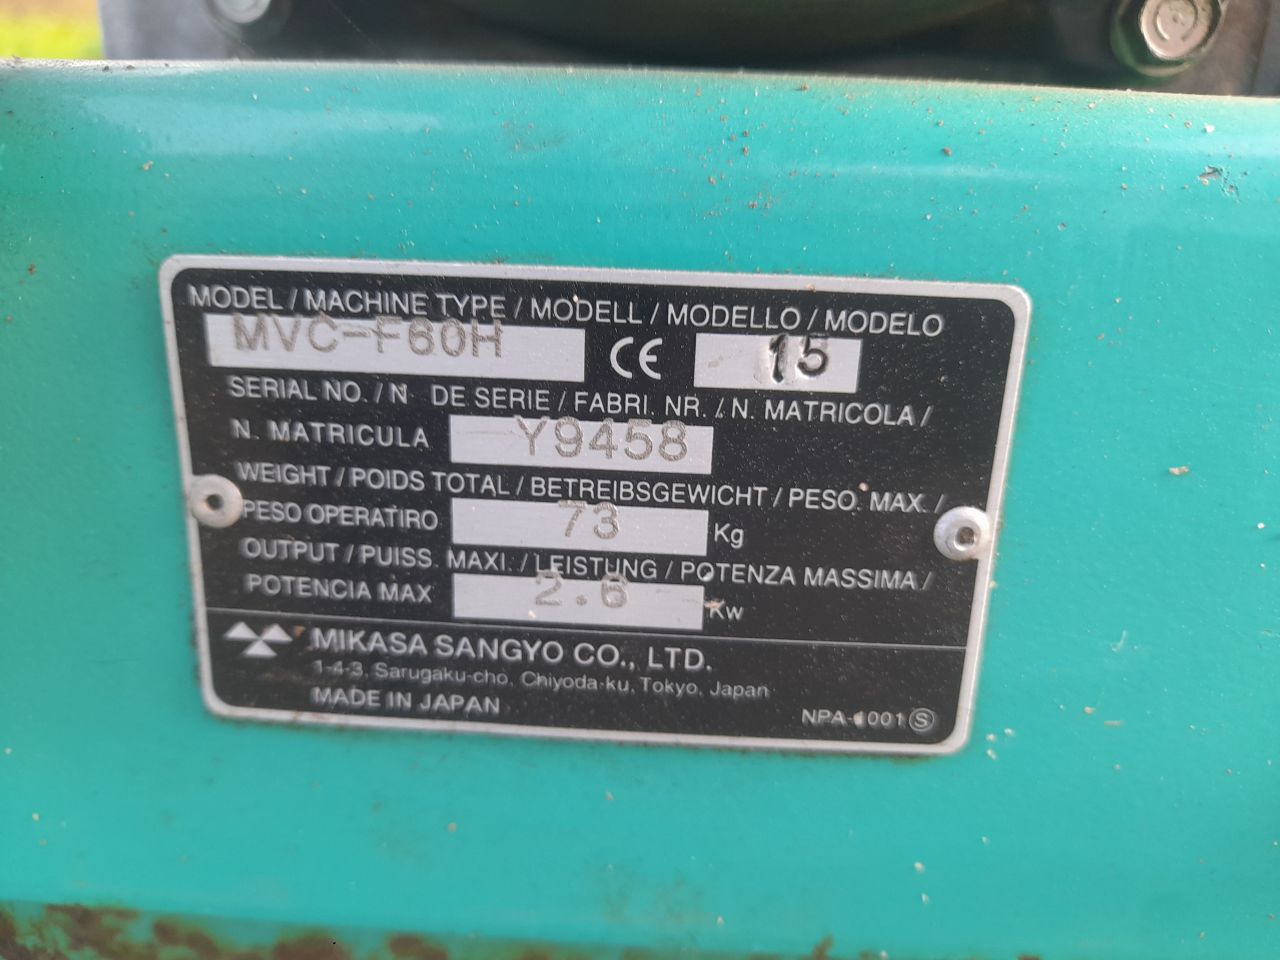 MODEL / MACHINE TYPE / MODELL / MODELLO / MODELO
MVC-F60H CE 15
SERIAL NO. / N DE SERIE / FABRI. NR. / N. MATRICOLA /
N. MATRICULA Y9458
WEIGHT / POIDS TOTAL / BETREIBSGEWICHT / PESO. MAX. /
PESO OPERATIRO 73 Kg
OUTPUT / PUISS. MAXI. / LEISTUNG / POTENZA MASSIMA /
POTENCIA MAX 2.6 Kw
MIKASA SANGYO CO., LTD.
1-4-3, Sarugaku-cho, Chiyoda-ku, Tokyo, Japan
MADE IN JAPAN
NPA-1001 Ⓢ